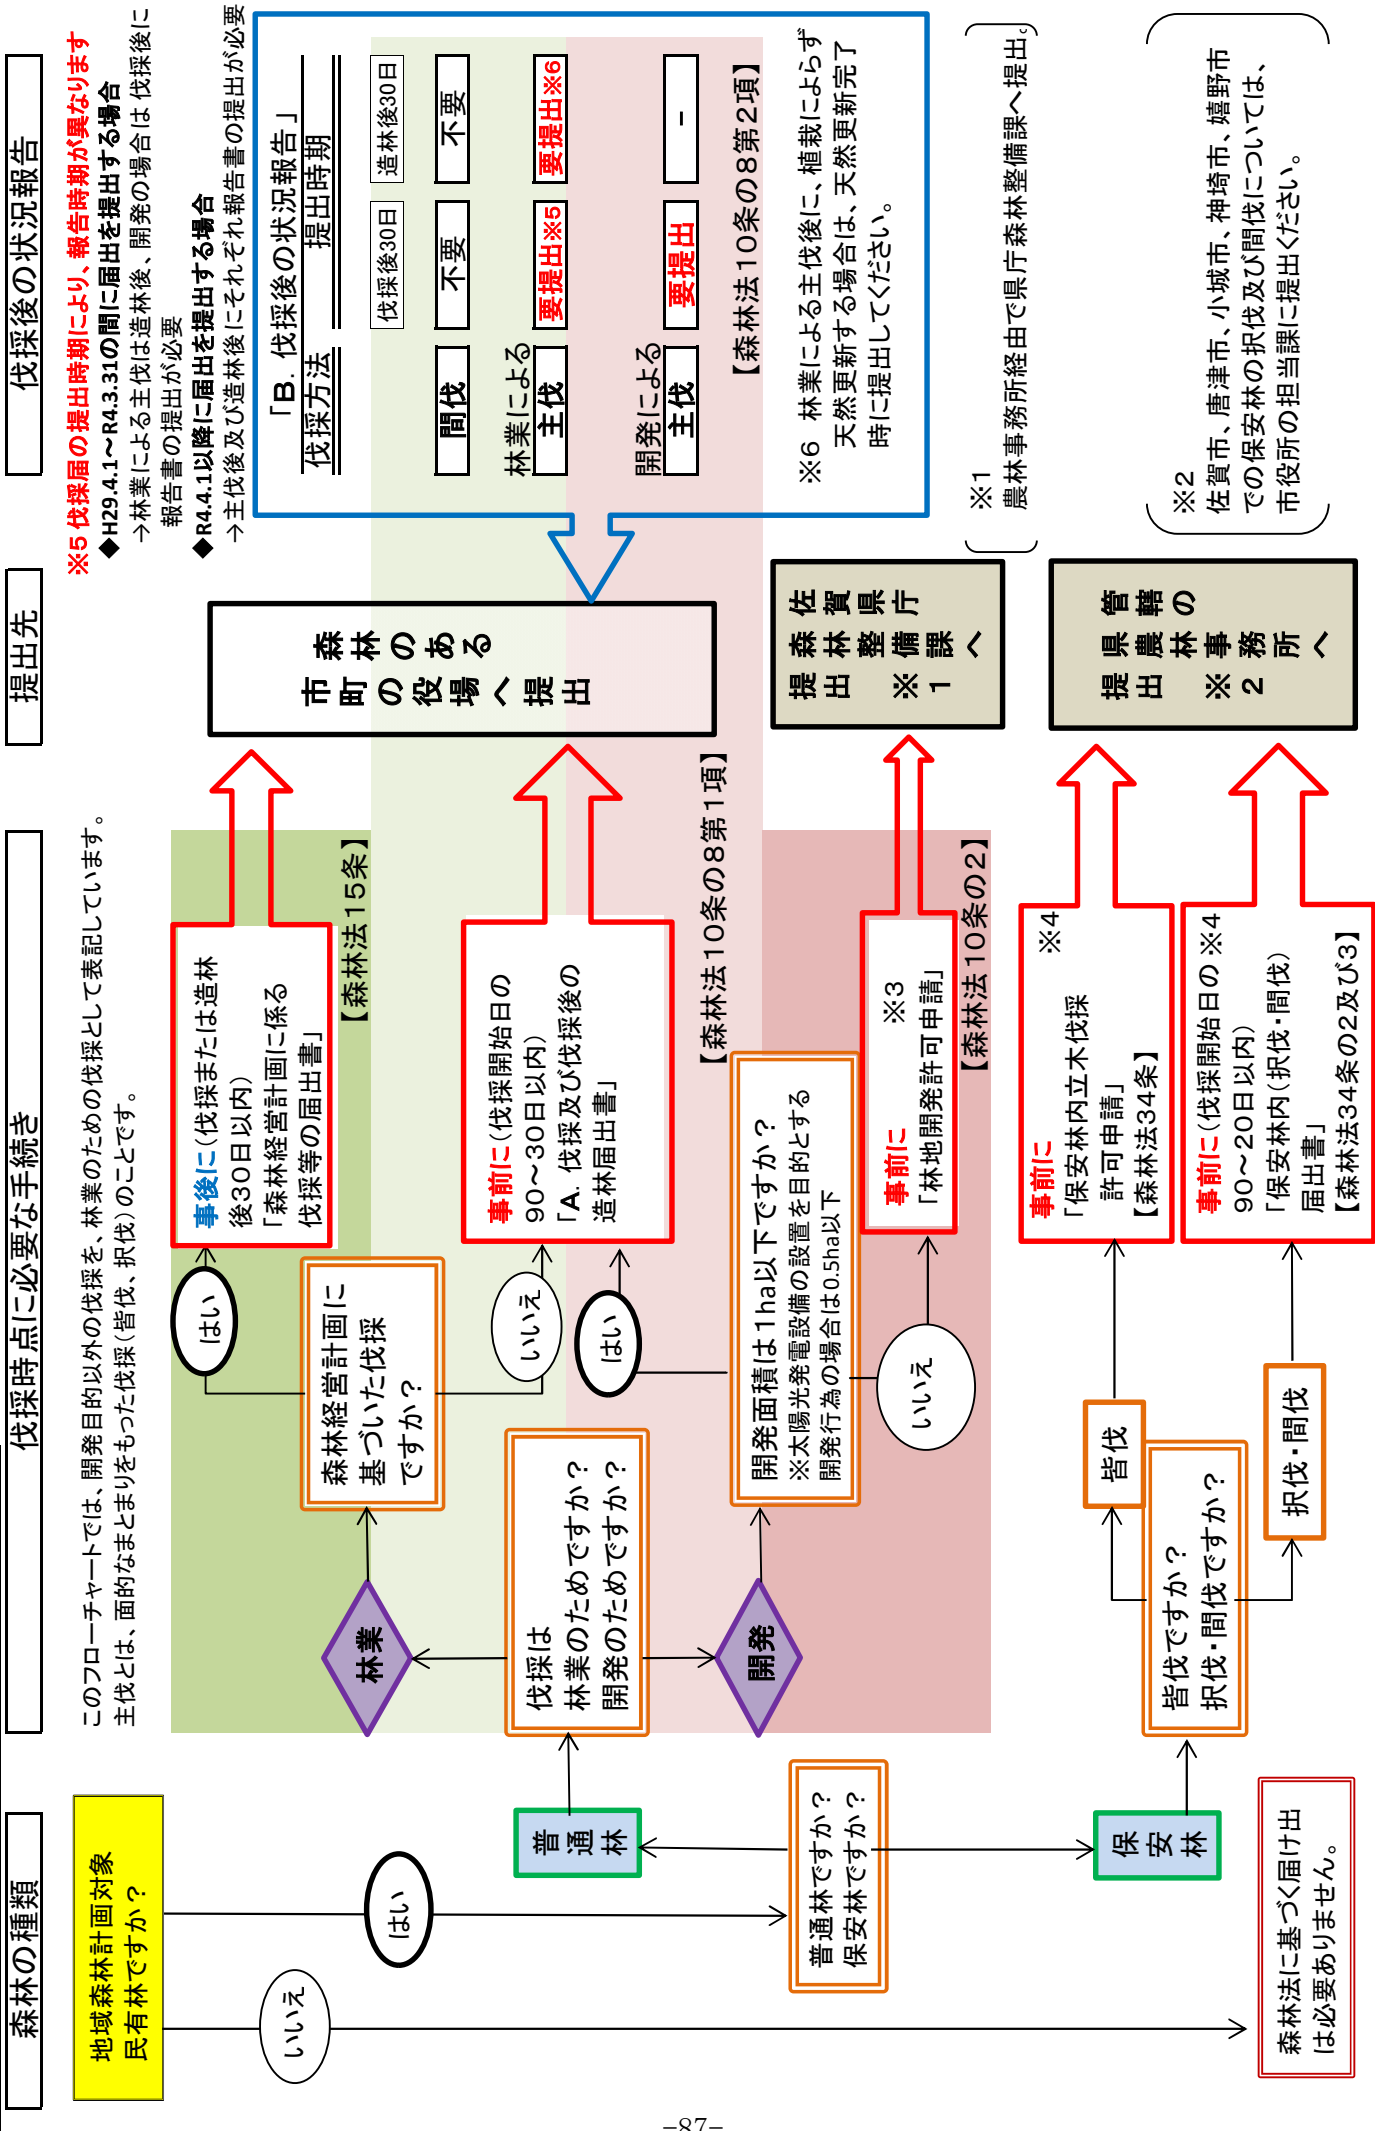 森林の種類
伐採時点に必要な手続き
提出先
伐採後の状況報告
地域森林計画対象
民有林ですか？
はい
いいえ
普通林ですか？
保安林ですか？
普通林
保安林
森林法に基づく届け出
は必要ありません。
このフローチャートでは、開発目的以外の伐採を、林業のための伐採として表記しています。
主伐とは、面的なまとまりをもった伐採（皆伐、択伐）のことです。
伐採は
林業のためですか？
開発のためですか？
林業
開発
森林経営計画に
基づいた伐採
ですか？
はい
いいえ
事後に（伐採または造林
後30日以内）
「森林経営計画に係る
伐採等の届出書」
【森林法15条】
はい
事前に（伐採開始日の
90～30日以内）
「A．伐採及び伐採後の
造林届出書」
【森林法10条の8第1項】
開発面積は1ha以下ですか？
※太陽光発電設備の設置を目的とする
開発行為の場合は0.5ha以下
いいえ
事前に　※3
「林地開発許可申請」
【森林法10条の2】
皆伐ですか？
択伐・間伐ですか？
皆伐
択伐・間伐
事前に　※4
「保安林内立木伐採
許可申請」
【森林法34条】
事前に（伐採開始日の※4
90～20日以内）
「保安林内（択伐・間伐）
届出書」
【森林法34条の2及び3】
森林のある
市町の役場へ提出
佐賀県庁
森林整備課へ
提出　※1
管轄の
県農林事務所へ
提出　※2
※5 伐採届の提出時期により、報告時期が異なります
◆H29.4.1～R4.3.31の間に届出を提出する場合
→林業による主伐は造林後、開発の場合は 伐採後に
報告書の提出が必要
◆R4.4.1以降に届出を提出する場合
→主伐後及び造林後にそれぞれ報告書の提出が必要
「B．伐採後の状況報告」
伐採方法　提出時期
伐採後30日　造林後30日
間伐　不要　不要
林業による
主伐　要提出※5　要提出※6
開発による
主伐　要提出　－
【森林法10条の8第2項】
※6 林業による主伐後に、植栽によらず
天然更新する場合は、天然更新完了
時に提出してください。
※1
農林事務所経由で県庁森林整備課へ提出。
※2
佐賀市、唐津市、小城市、神埼市、嬉野市
での保安林の択伐及び間伐については、
市役所の担当課に提出ください。
−87−